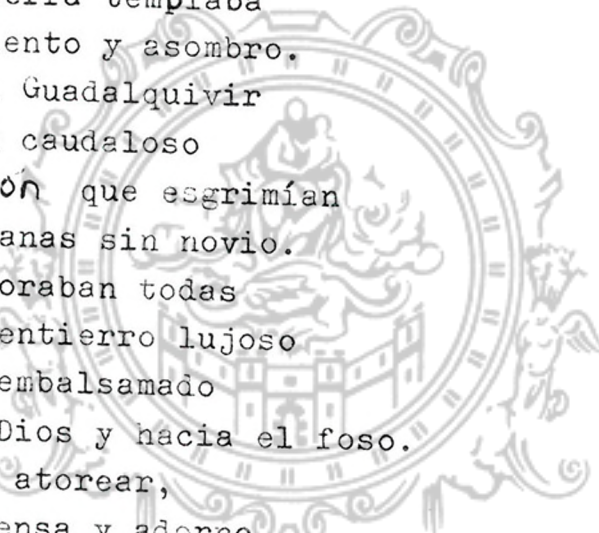 templaba
ento y asombro.
Guadalquivir
caudaloso
ón que esgrimían
anas sin novio.
oraban todas
entierro lujoso
embalsamado
Dios y hacia el foso.
atorear,
ensa y adorno